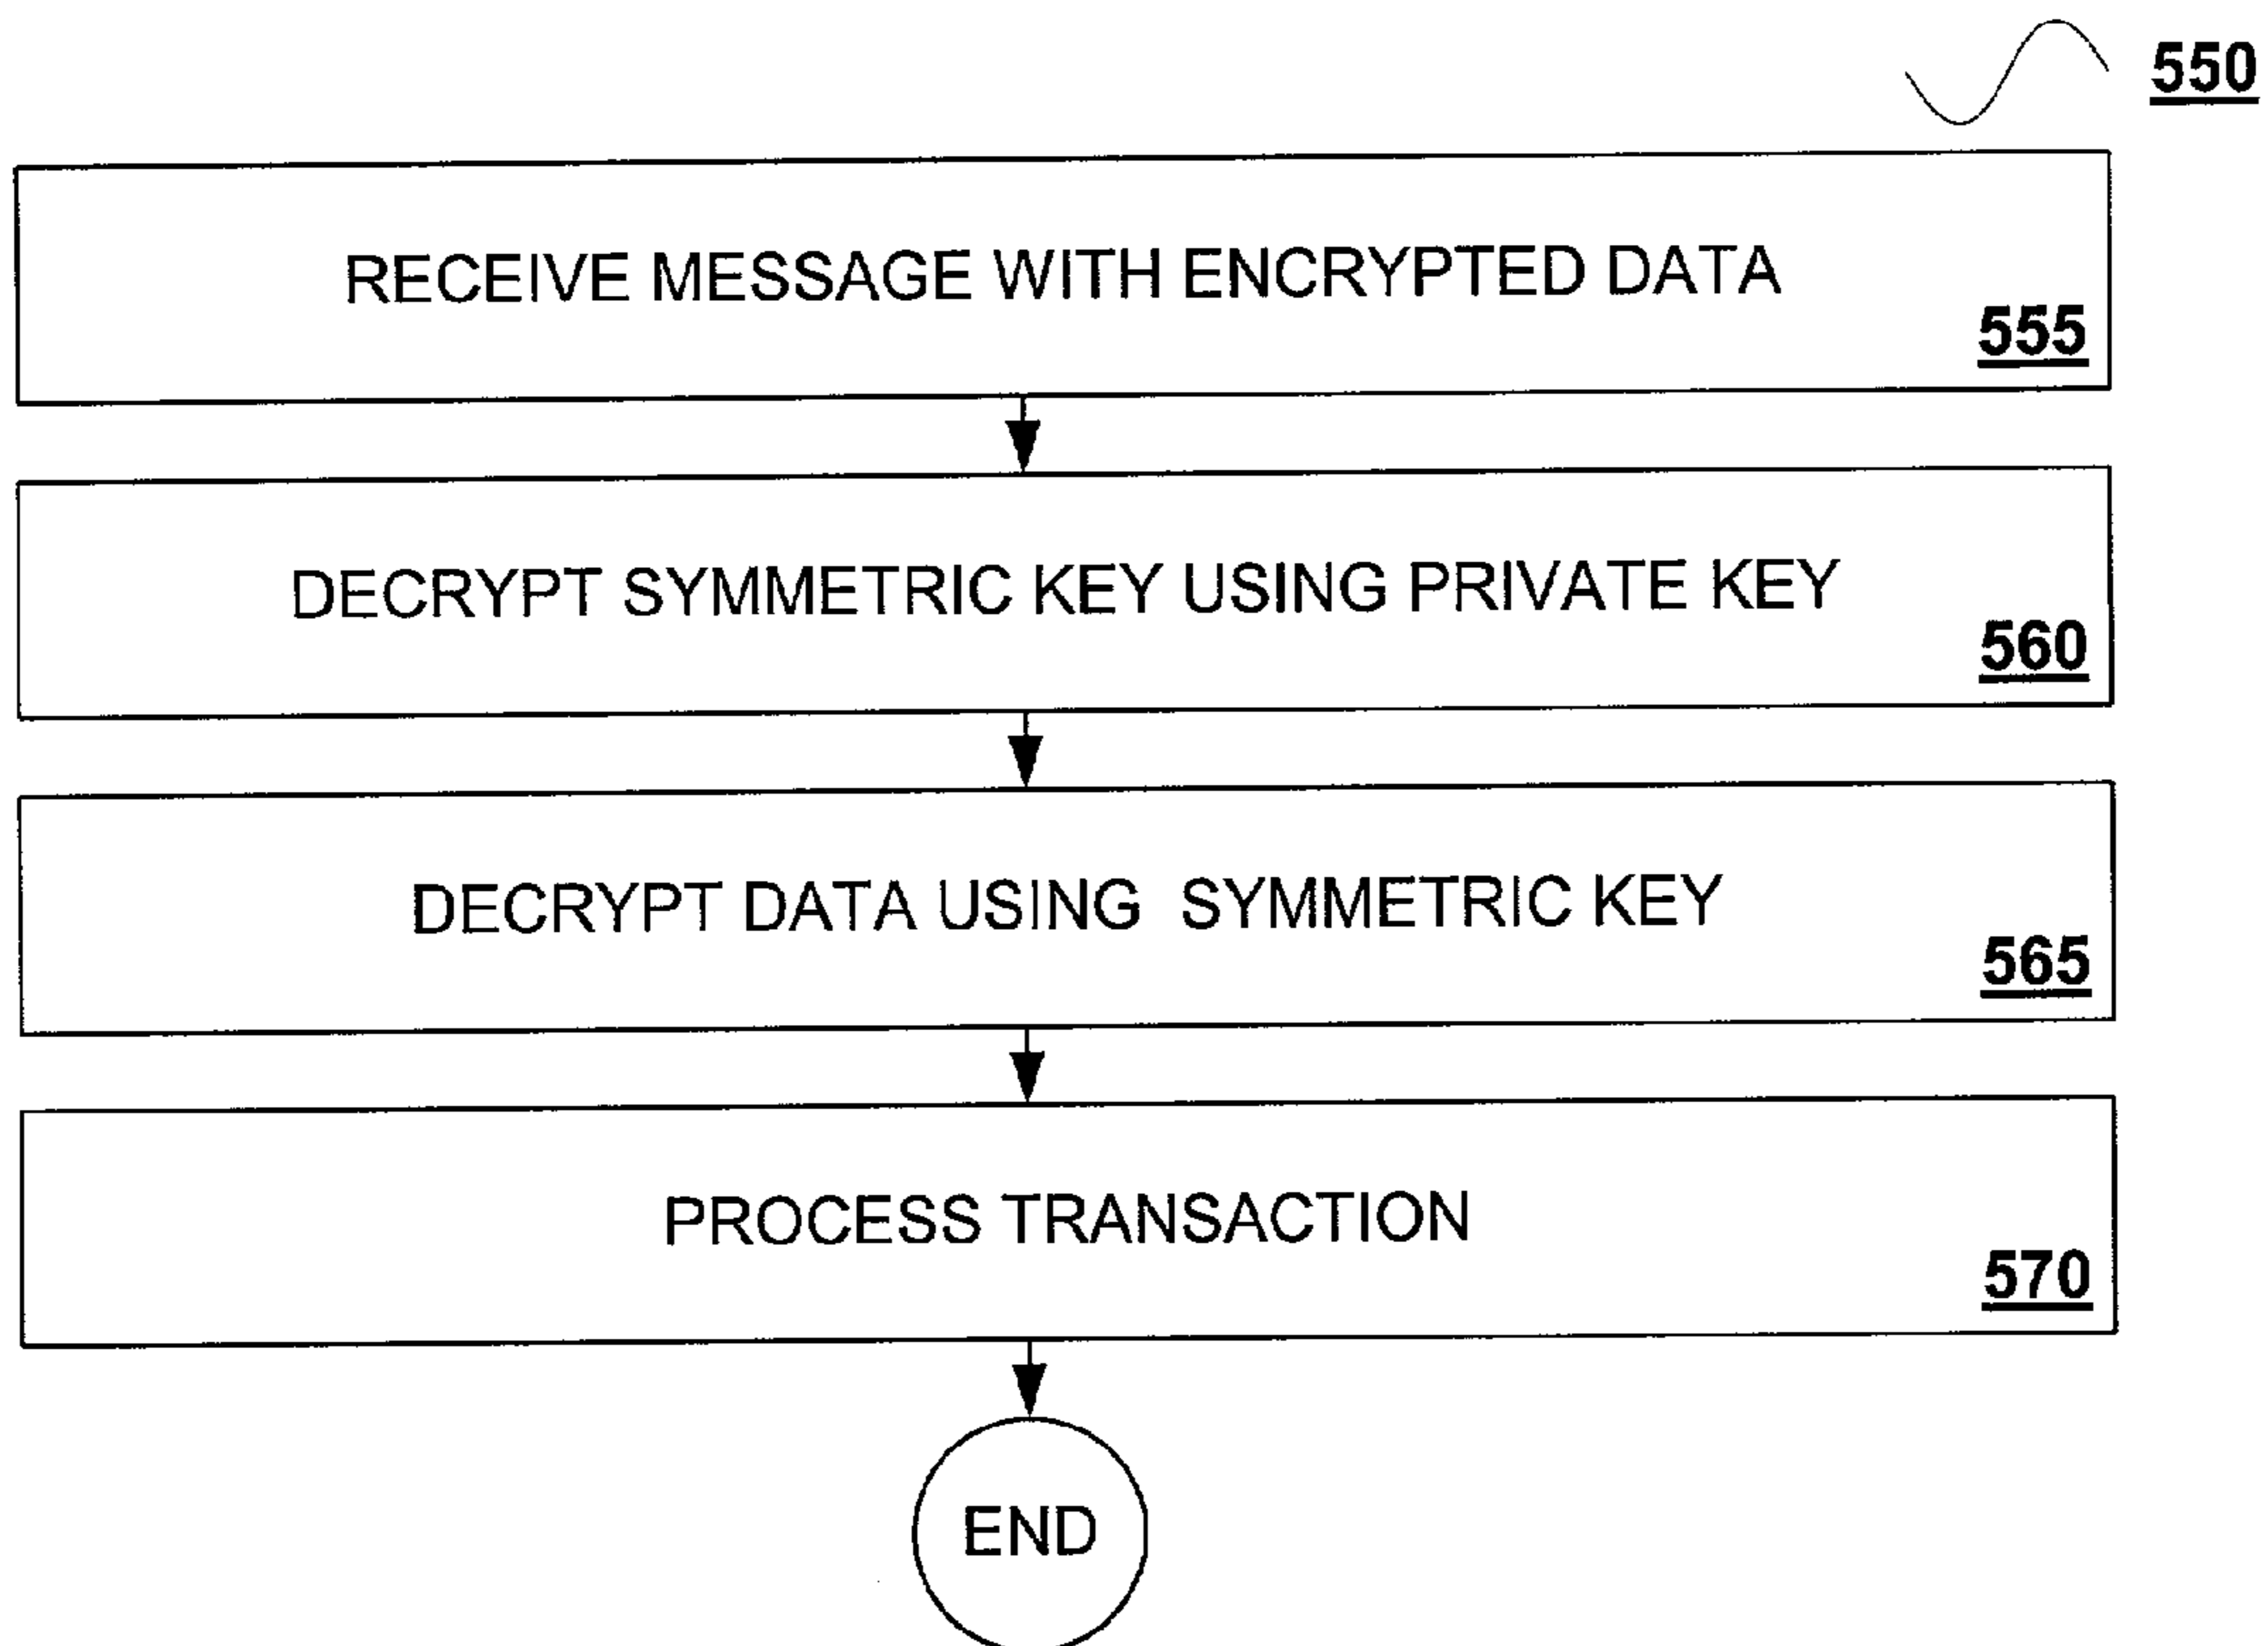 550
RECEIVE MESSAGE WITH ENCRYPTED DATA
555
DECRYPT SYMMETRIC KEY USING PRIVATE KEY
560
DECRYPT DATA USING SYMMETRIC KEY
565
PROCESS TRANSACTION
570
END